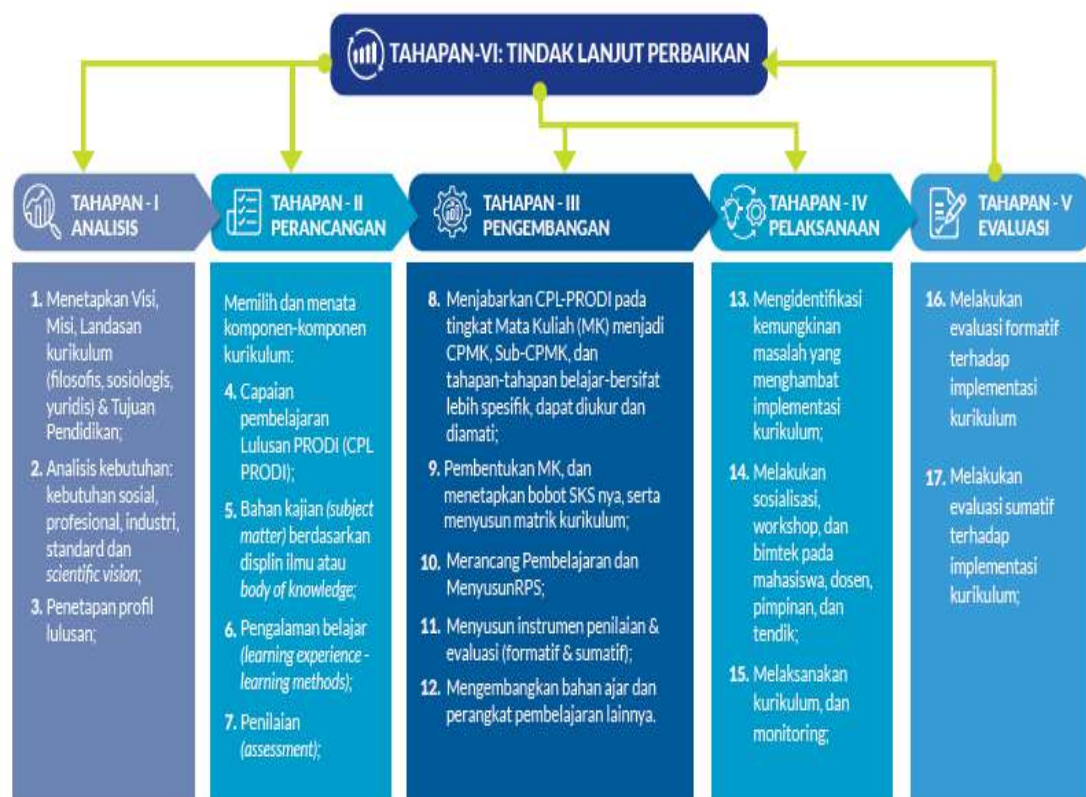 TAHAPAN-VI: TINDAK LANJUT PERBAIKAN
TAHAPAN - I
ANALISIS
1. Menetapkan Visi,
Misi, Landasan
kurikulum
(filosofis, sosiologis,
yuridis) & Tujuan
Pendidikan;
2. Analisis kebutuhan:
kebutuhan sosial,
profesional, industri,
standard dan
scientific vision;
3. Penetapan profil
lulusan;
TAHAPAN - II
PERANCANGAN
Memilih dan menata
komponen-komponen
kurikulum:
4. Capaian
pembelajaran
Lulusan PRODI (CPL
PRODI);
5. Bahan kajian (subject
matter) berdasarkan
displin ilmu atau
body of knowledge;
6. Pengalaman belajar
(learning experience -
learning methods);
7. Penilaian
(assessment);
TAHAPAN - III
PENGEMBANGAN
8. Menjabarkan CPL-PRODI pada
tingkat Mata Kuliah (MK) menjadi
CPMK, Sub-CPMK, dan
tahapan-tahapan belajar-bersifat
lebih spesifik, dapat diukur dan
diamati;
9. Pembentukan MK, dan
menetapkan bobot SKS nya, serta
menyusun matrik kurikulum;
10. Merancang Pembelajaran dan
MenyusunRPS;
11. Menyusun instrumen penilaian &
evaluasi (formatif & sumatif);
12. Mengembangkan bahan ajar dan
perangkat pembelajaran lainnya.
TAHAPAN - IV
PELAKSANAAN
13. Mengidentifikasi
kemungkinan
masalah yang
menghambat
implementasi
kurikulum;
14. Melakukan
sosialisasi,
workshop, dan
bimtek pada
mahasiswa, dosen,
pimpinan, dan
tendik;
15. Melaksanakan
kurikulum, dan
monitoring;
TAHAPAN - V
EVALUASI
16. Melakukan
evaluasi formatif
terhadap
implementasi
kurikulum
17. Melakukan
evaluasi sumatif
terhadap
implementasi
kurikulum;